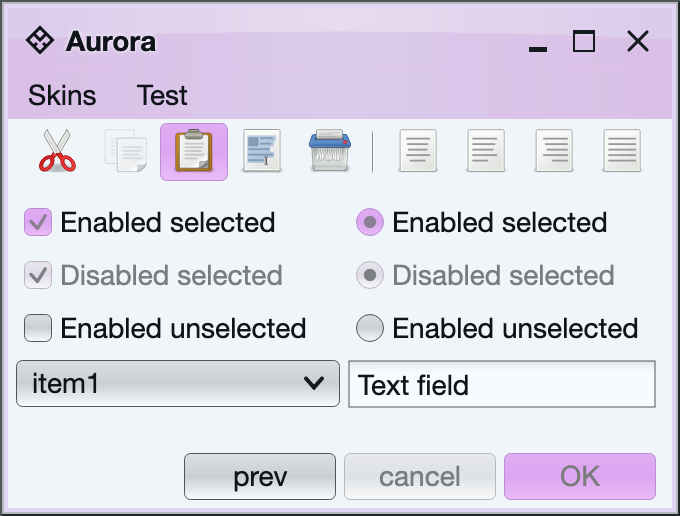 Aurora
Skins Test
Enabled selected Enabled selected
Disabled selected Disabled selected
Enabled unselected Enabled unselected
item1 Text field
prev cancel OK